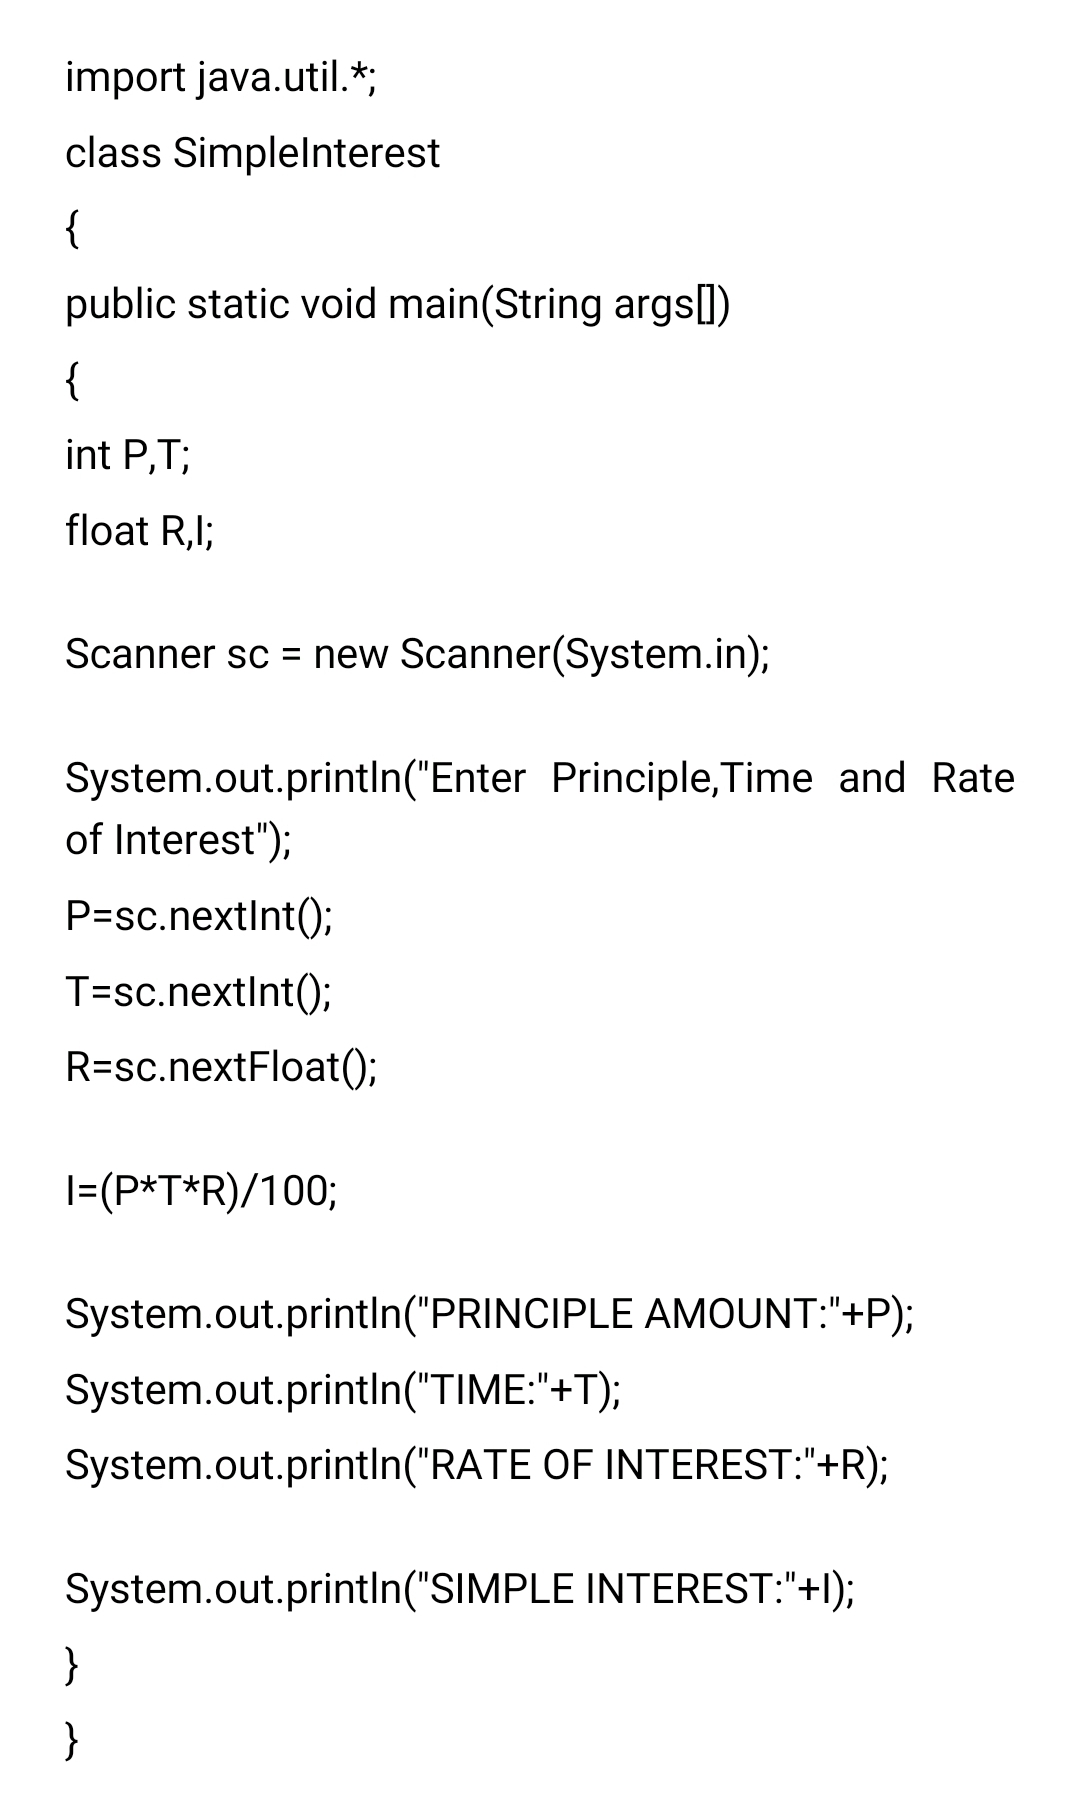 import java.util.*;
class SimpleInterest
{
public static void main(String args[])
{
int P,T;
float R,I;
Scanner sc = new Scanner(System.in);
System.out.println("Enter Principle,Time and Rate
of Interest");
P=sc.nextInt();
T=sc.nextInt();
R=sc.nextFloat();
I=(P*T*R)/100;
System.out.println("PRINCIPLE AMOUNT:"+P);
System.out.println("TIME:"+T);
System.out.println("RATE OF INTEREST:"+R);
System.out.println("SIMPLE INTEREST:"+I);
}
}